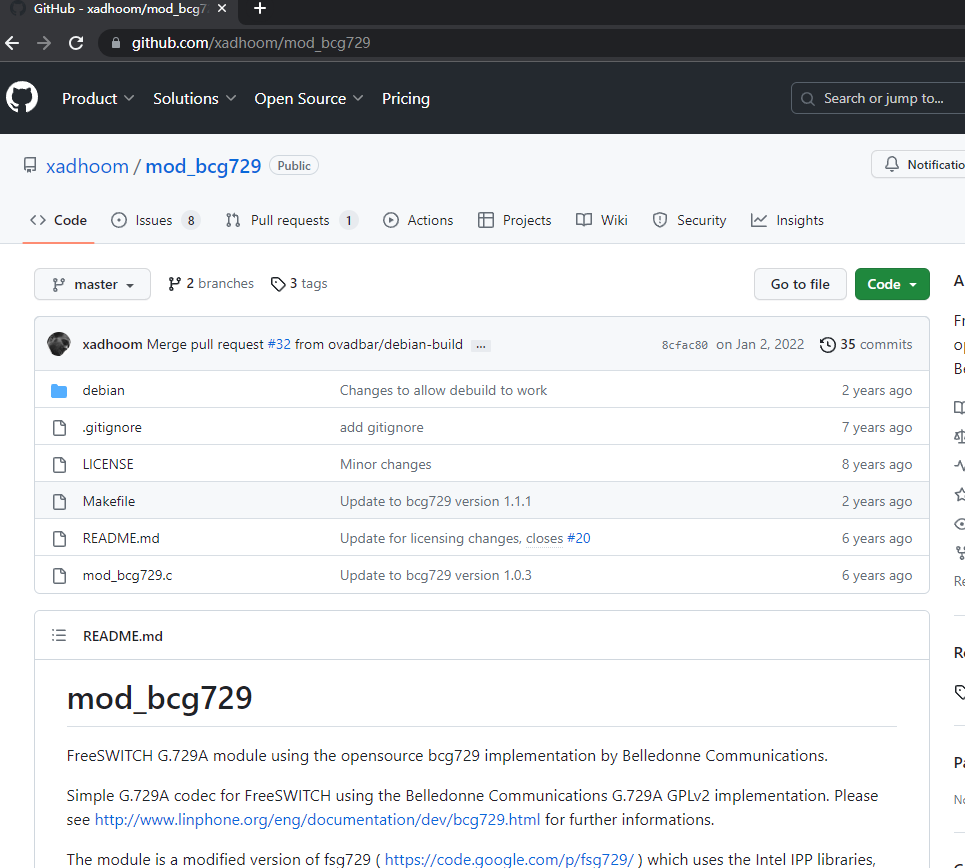 GitHub - xadhoom/mod_bcg7
github.com/xadhoom/mod_bcg729
Product Solutions Open Source Pricing Search or jump to...
xadhoom / mod_bcg729 Public
Code Issues 8 Pull requests 1 Actions Projects Wiki Security Insights
master 2 branches 3 tags Go to file Code
xadhoom Merge pull request #32 from ovadbar/debian-build ... 8cfac80 on Jan 2, 2022 35 commits
debian Changes to allow debuild to work 2 years ago
.gitignore add gitignore 7 years ago
LICENSE Minor changes 8 years ago
Makefile Update to bcg729 version 1.1.1 2 years ago
README.md Update for licensing changes, closes #20 6 years ago
mod_bcg729.c Update to bcg729 version 1.0.3 6 years ago
README.md
mod_bcg729
FreeSWITCH G.729A module using the opensource bcg729 implementation by Belledonne Communications.
Simple G.729A codec for FreeSWITCH using the Belledonne Communications G.729A GPLv2 implementation. Please
see http://www.linphone.org/eng/documentation/dev/bcg729.html for further informations.
The module is a modified version of fsg729 ( https://code.google.com/p/fsg729/ ) which uses the Intel IPP libraries,